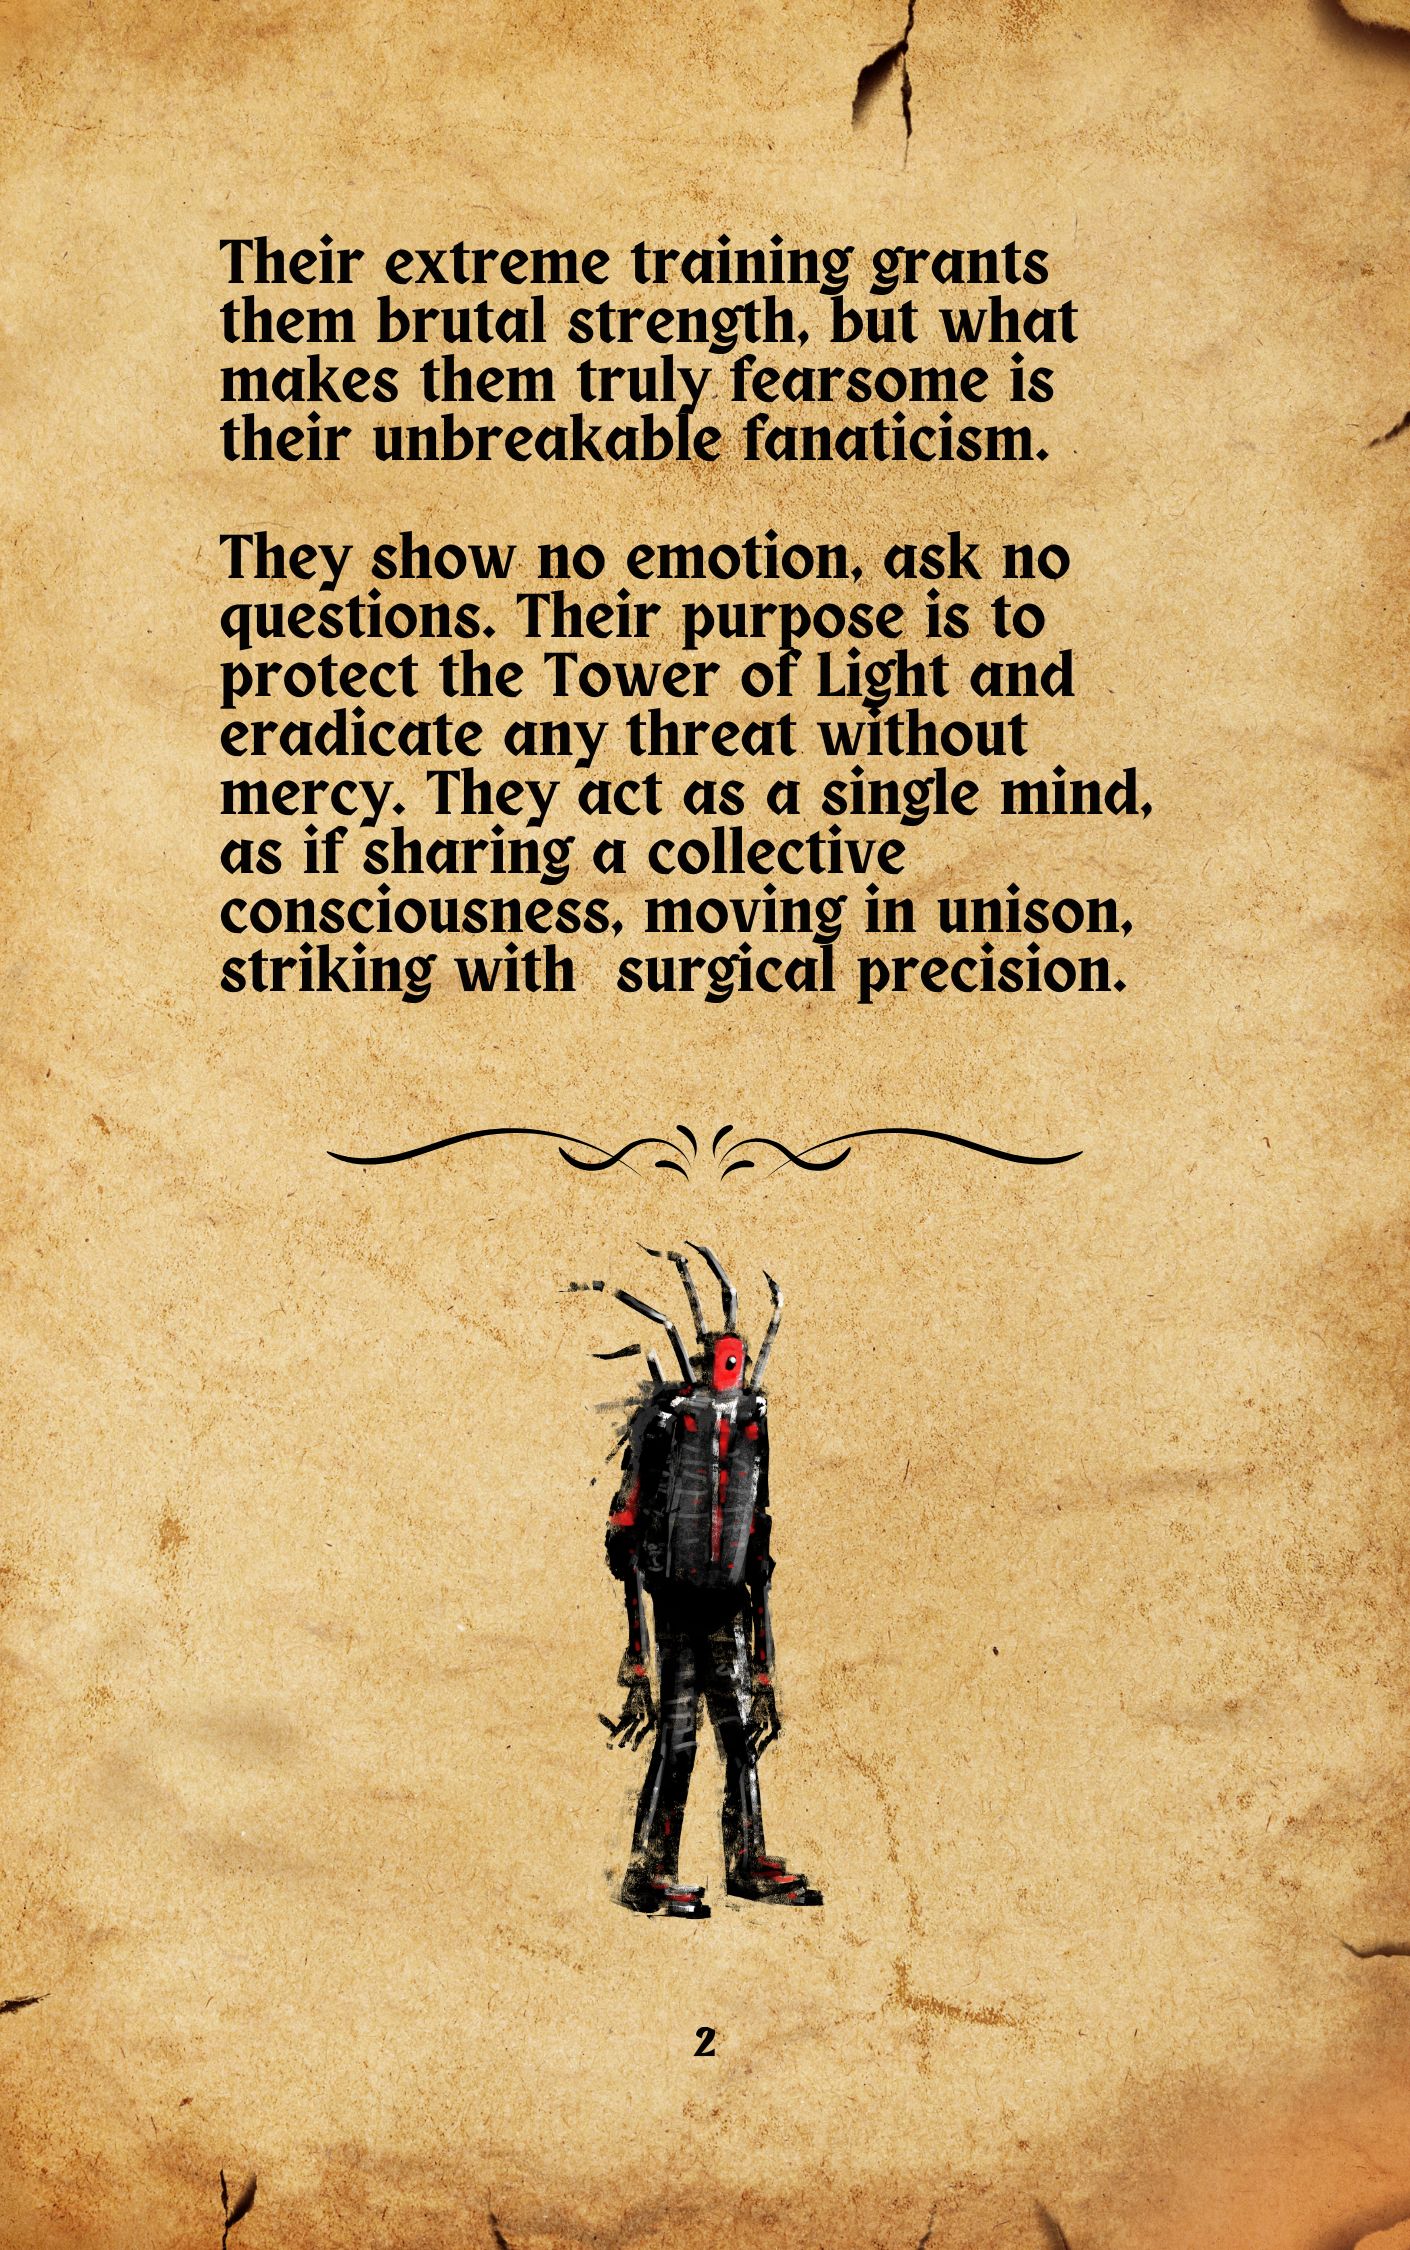 Their extreme training grants
them brutal strength, but what
makes them truly fearsome is
their unbreakable fanaticism.
They show no emotion, ask no
questions. Their purpose is to
protect the Tower of Light and
eradicate any threat without
mercy. They act as a single mind,
as if sharing a collective
consciousness, moving in unison,
striking with  surgical precision.
2